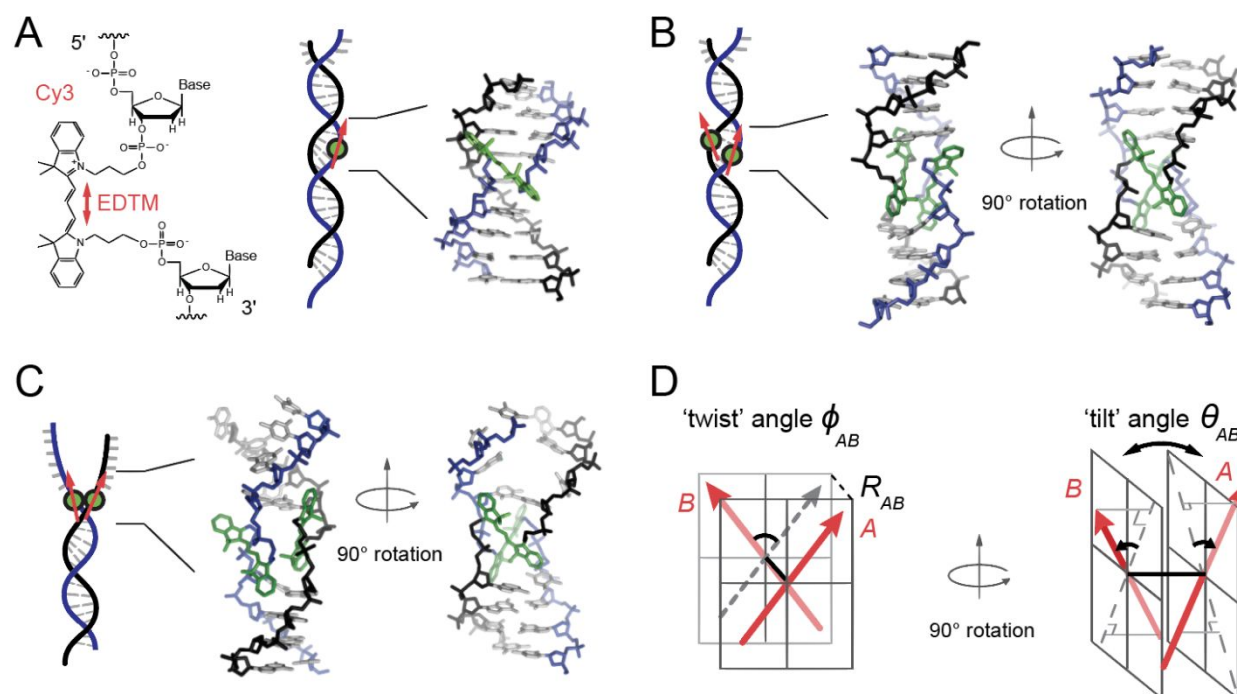 A
5'
O
-O-P=O
O
Base
O
Cy3
H
O
-O
P
O
O
O-
N
EDTM
N
O
P
O-
O
O
Base
O
H
3'
B
90° rotation
C
90° rotation
D
'twist' angle ϕAB
B
RAB
A
90° rotation
'tilt' angle θAB
B
A